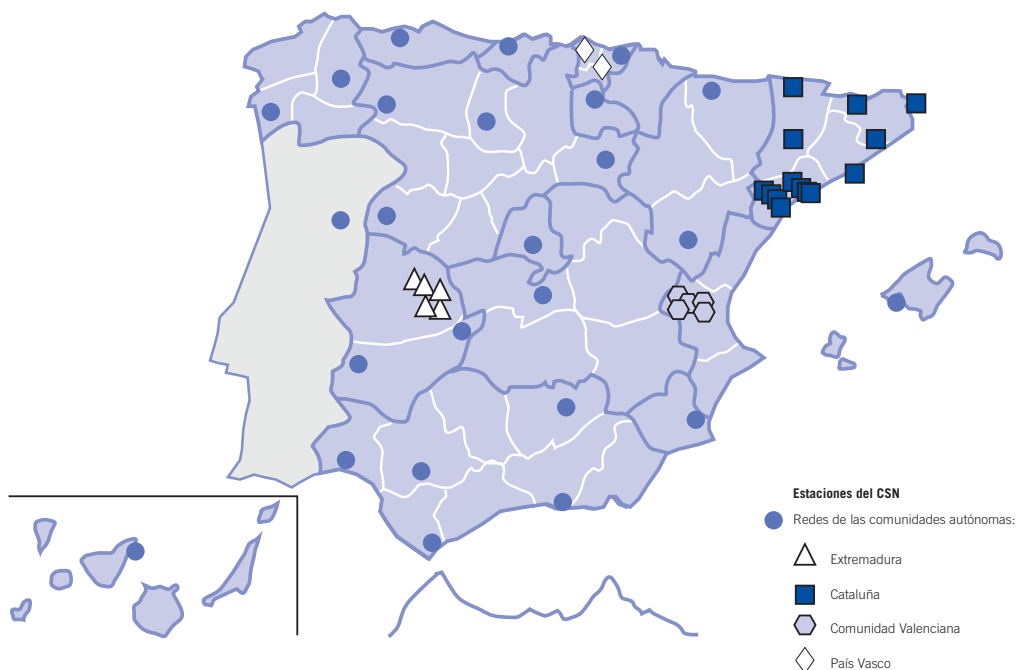 Estaciones del CSN
Redes de las comunidades autónomas:
Extremadura
Cataluña
Comunidad Valenciana
País Vasco